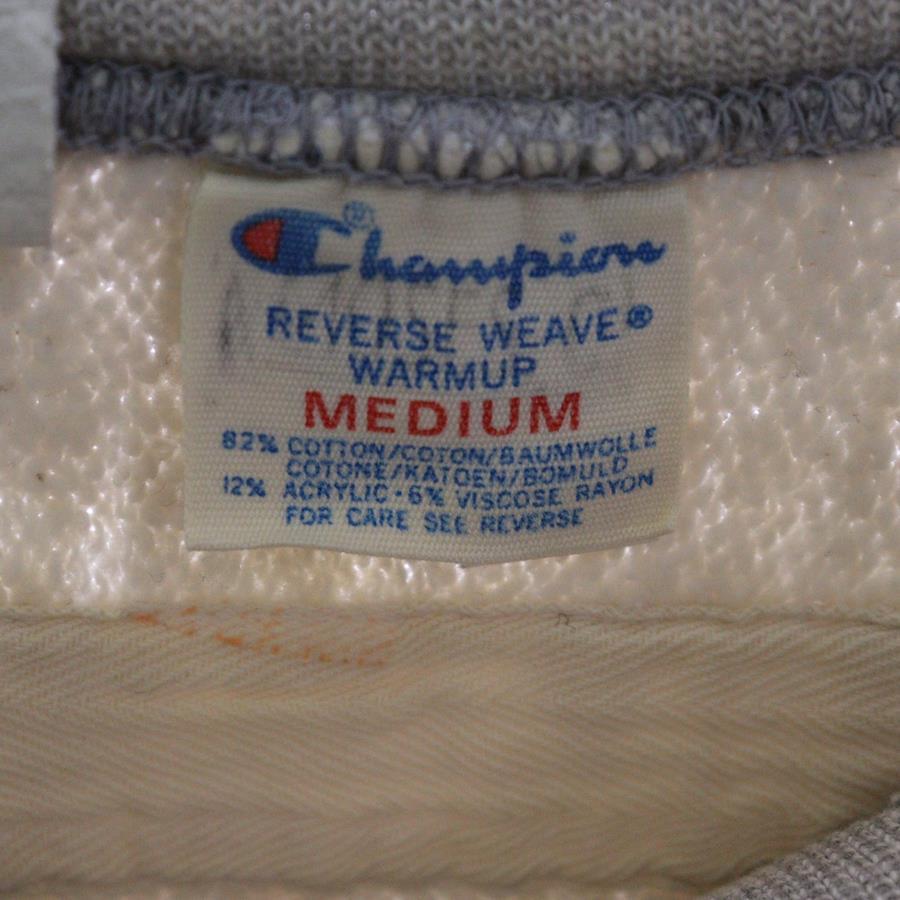 Champion®
REVERSE WEAVE®
WARMUP
MEDIUM
82% COTTON/COTON/BAUMWOLLE
COTONE/KATOEN/BOMULD
12% ACRYLIC・6% VISCOSE RAYON
FOR CARE SEE REVERSE